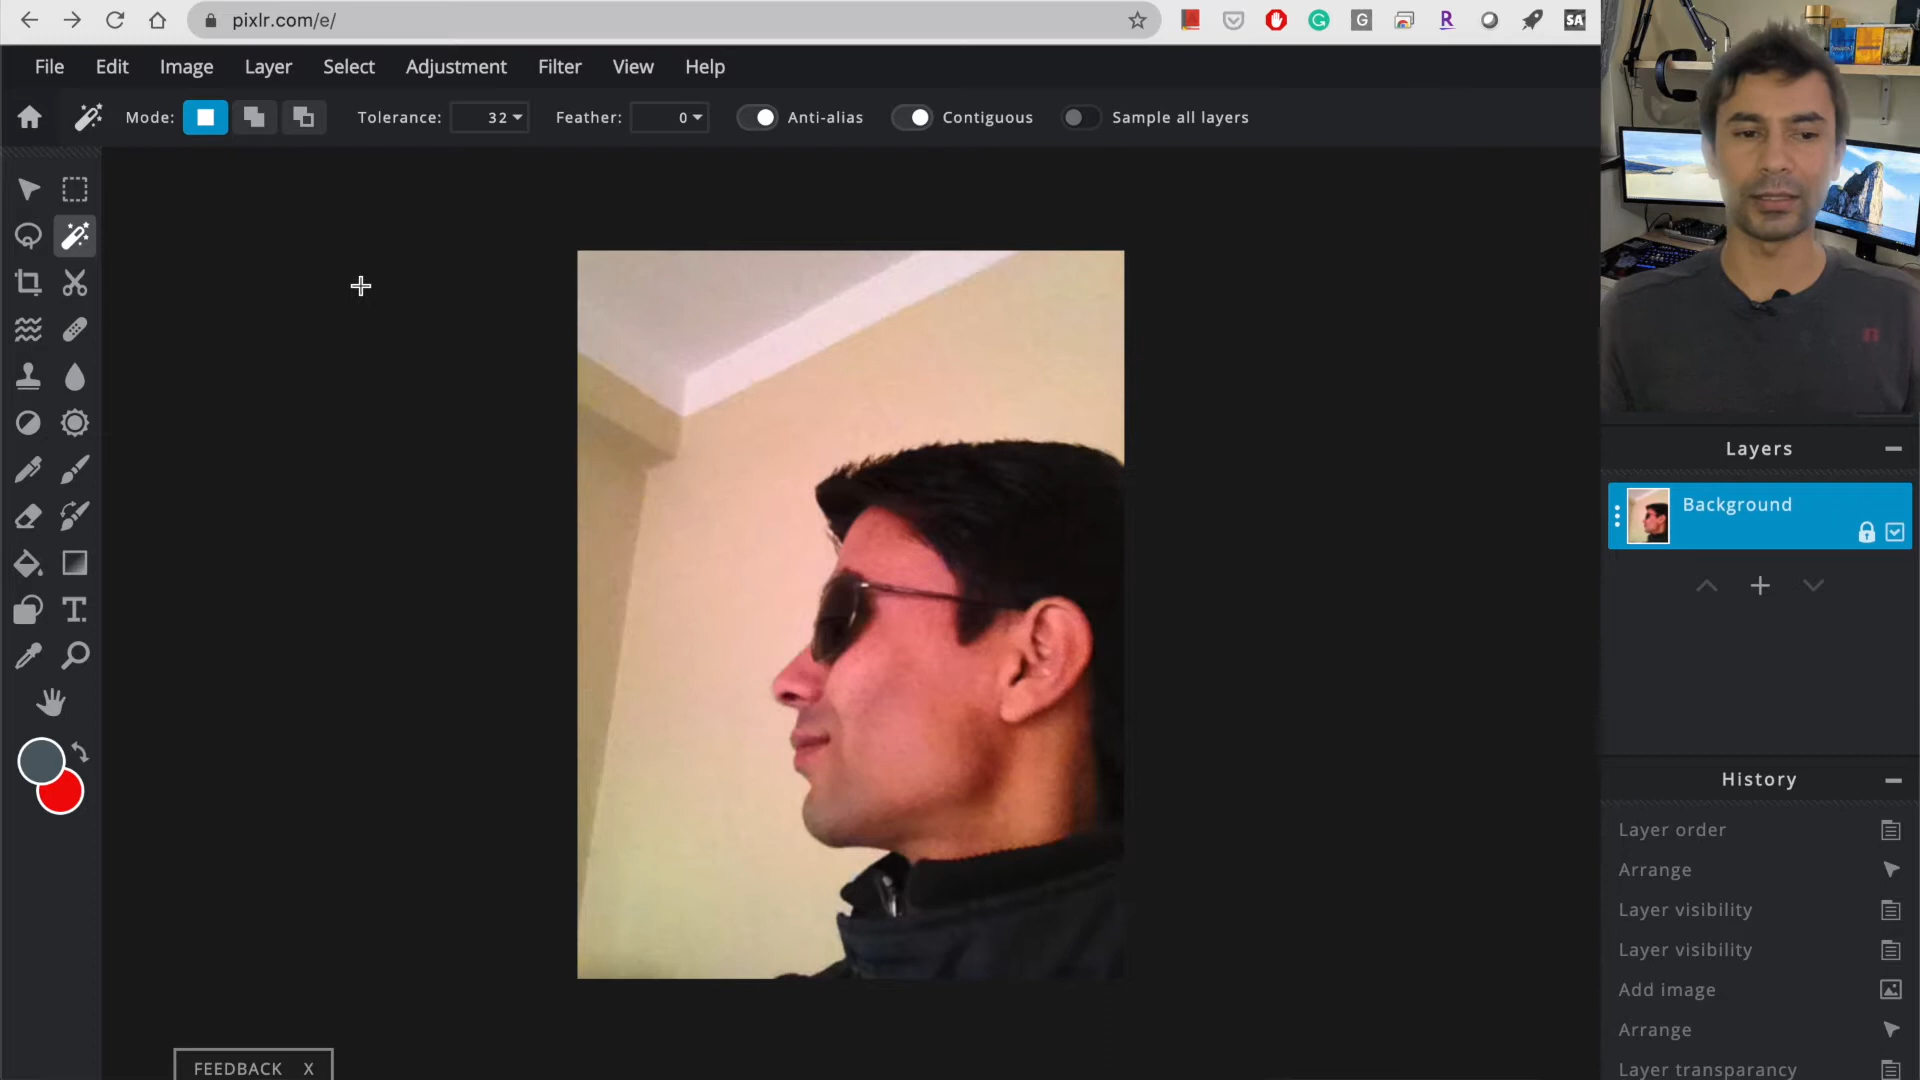 pixlr.com/e/
G
R
SA
File Edit Image Layer Select Adjustment Filter View Help
Mode: Tolerance: 32 Feather: 0 Anti-alias Contiguous Sample all layers
T
Layers
Background
History
Layer order
Arrange
Layer visibility
Layer visibility
Add image
Arrange
Layer transparancy
FEEDBACK X